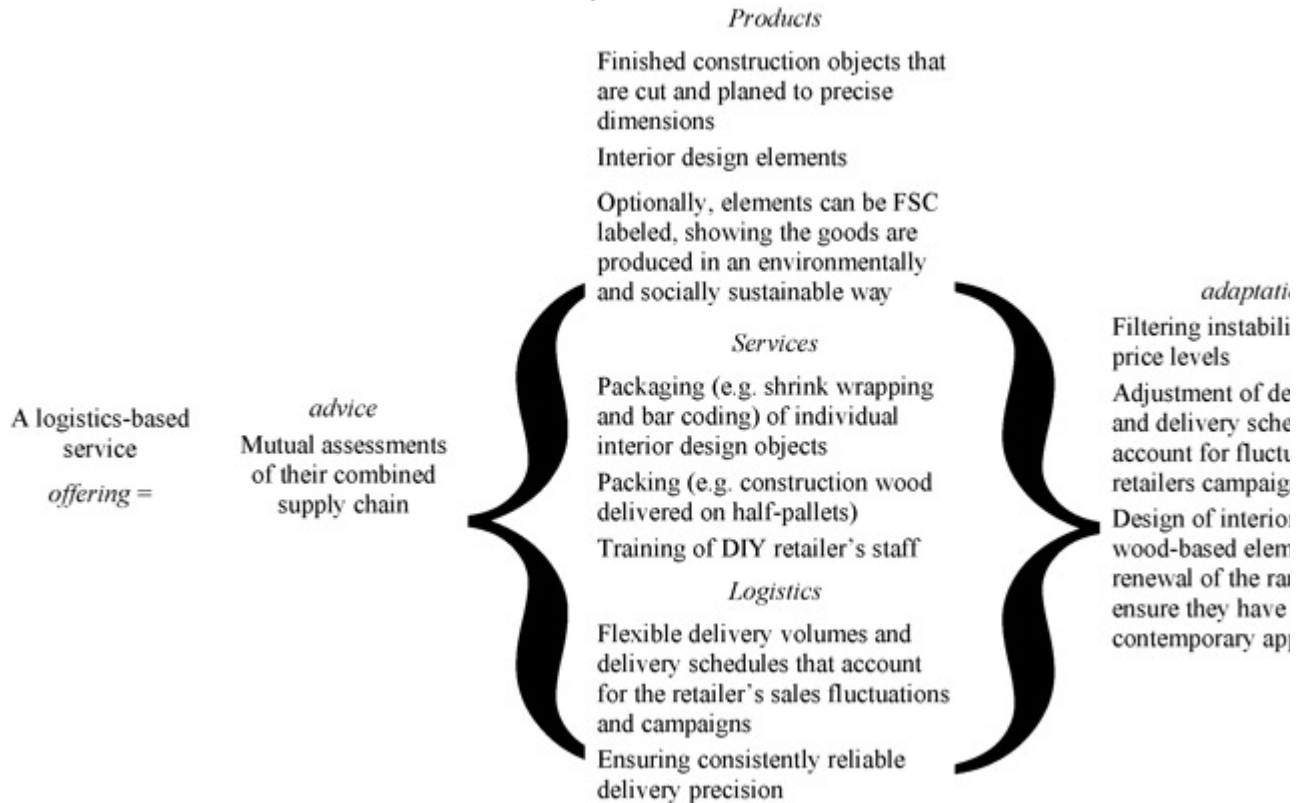 A logistics-based
service
offering =
advice
Mutual assessments
of their combined
supply chain
Products
Finished construction objects that
are cut and planed to precise
dimensions
Interior design elements
Optionally, elements can be FSC
labeled, showing the goods are
produced in an environmentally
and socially sustainable way
Services
Packaging (e.g. shrink wrapping
and bar coding) of individual
interior design objects
Packing (e.g. construction wood
delivered on half-pallets)
Training of DIY retailer's staff
Logistics
Flexible delivery volumes and
delivery schedules that account
for the retailer's sales fluctuations
and campaigns
Ensuring consistently reliable
delivery precision
Filtering
price levels
Adjustment of
and delivery
account for
retailers
Design of
wood-based
renewal of the
ensure they have
contemporary